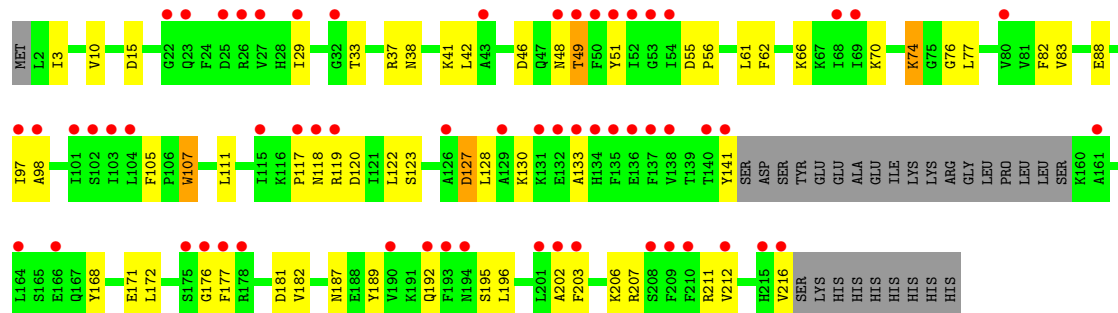 MET L2 I3 V10 D15 G22 Q23 F24 D25 R26 V27 H28 I29 G32 T33 R37 N38 K41 L42 A43 D46 Q47 N48 T49 F50 Y51 I52 G53 I54 D55 P56 L61 F62 K66 K67 I68 I69 K70 K74 G75 G76 L77 V80 V81 F82 V83 E88
I97 A98 I101 S102 I103 L104 F105 P106 W107 L111 I115 K116 P117 N118 R119 D120 I121 L122 S123 A126 D127 L128 A129 K130 K131 E132 A133 H134 F135 E136 F137 V138 T139 T140 Y141 SER ASP SER TYR GLU GLU ALA GLU ILE LYS LYS ARG GLY LEU PRO LEU LEU SER K160 A161
L164 S165 E166 Q167 Y168 E171 L172 S175 G176 F177 R178 D181 V182 N187 E188 Y189 V190 K191 Q192 F193 N194 S195 L196 L201 A202 F203 K206 R207 S208 F209 F210 R211 V212 H215 V216 SER LYS HIS HIS HIS HIS HIS HIS